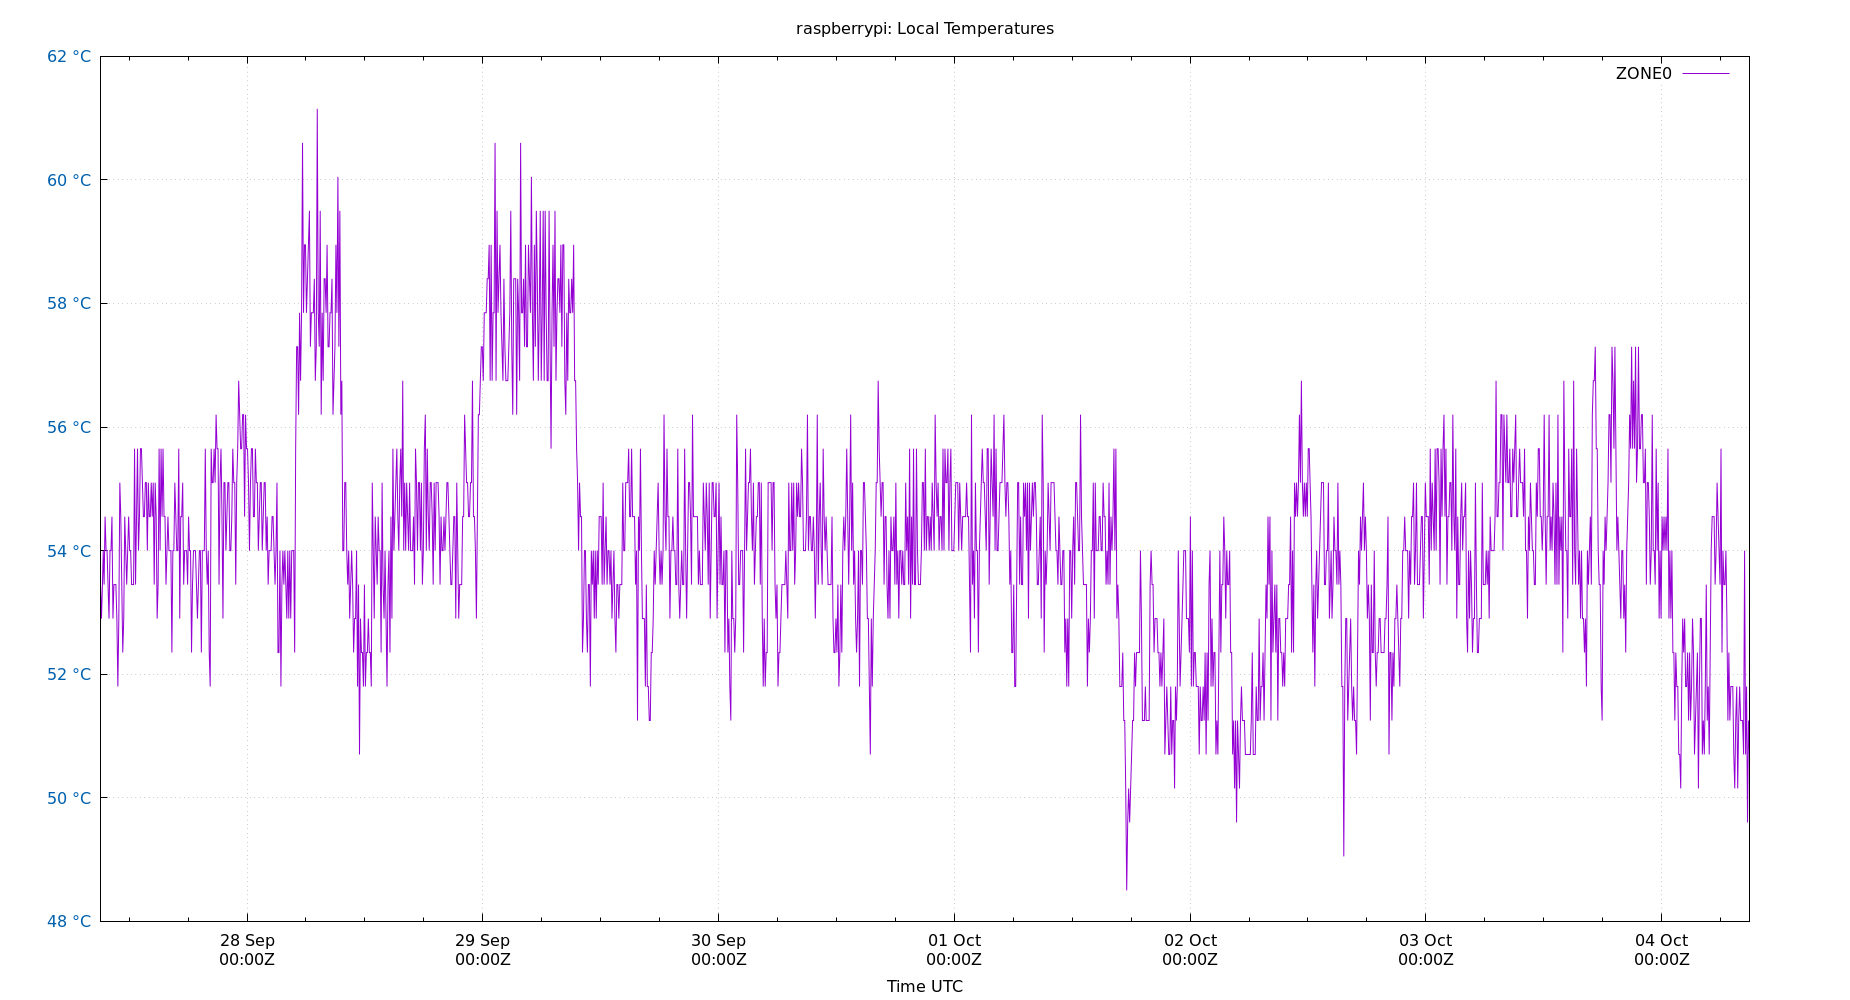 raspberrypi: Local Temperatures
62 °C
ZONE0
60 °C
58 °C
56 °C
54 °C
52 °C
50 °C
48 °C
28 Sep
00:00Z
29 Sep
00:00Z
30 Sep
00:00Z
01 Oct
00:00Z
02 Oct
00:00Z
03 Oct
00:00Z
04 Oct
00:00Z
Time UTC